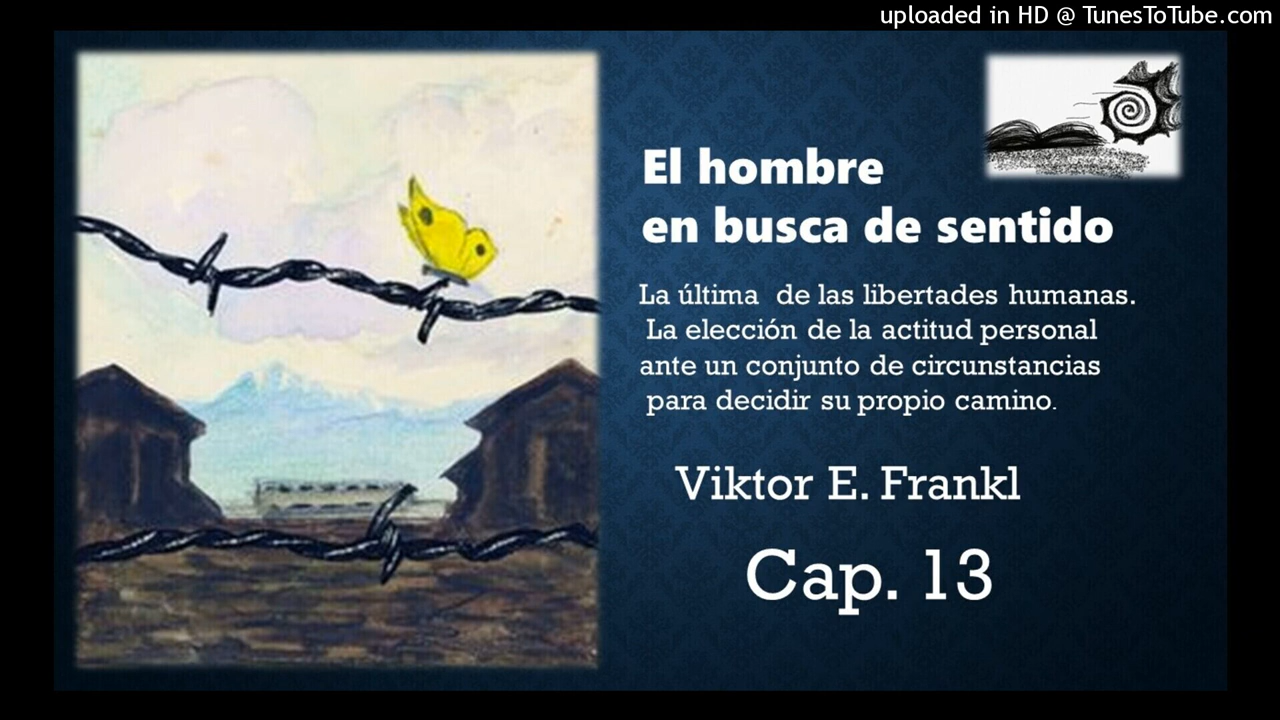 uploaded in HD @ TunesToTube.com
El hombre
en busca de sentido
La última de las libertades humanas.
La elección de la actitud personal
ante un conjunto de circunstancias
para decidir su propio camino.
Viktor E. Frankl
Cap. 13